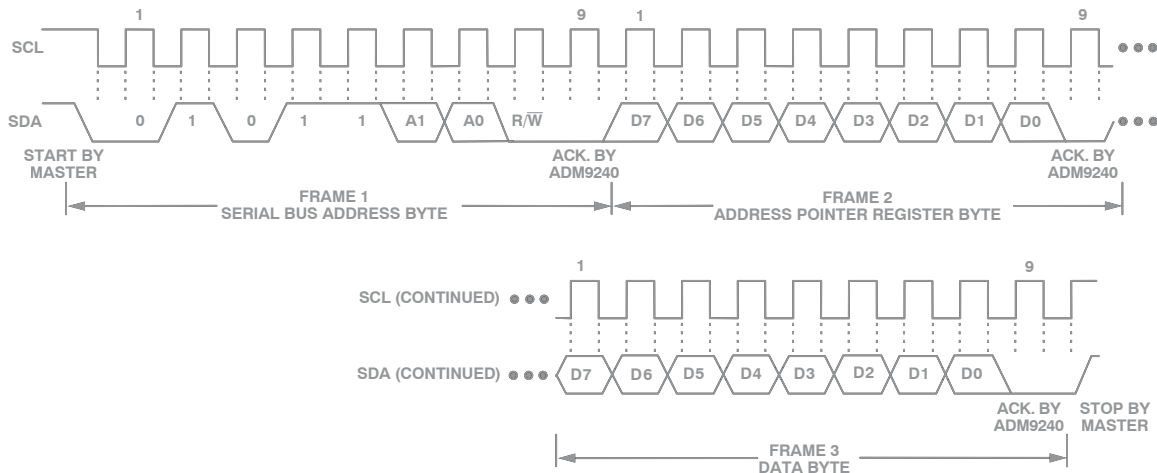 1 9 1 9
SCL
SDA 0 1 0 1 1 A1 A0 R/W̅ D7 D6 D5 D4 D3 D2 D1 D0
START BY
MASTER
ACK. BY
ADM9240
ACK. BY
ADM9240
FRAME 1
SERIAL BUS ADDRESS BYTE
FRAME 2
ADDRESS POINTER REGISTER BYTE
1 9
SCL (CONTINUED)
SDA (CONTINUED) D7 D6 D5 D4 D3 D2 D1 D0
ACK. BY
ADM9240
STOP BY
MASTER
FRAME 3
DATA BYTE